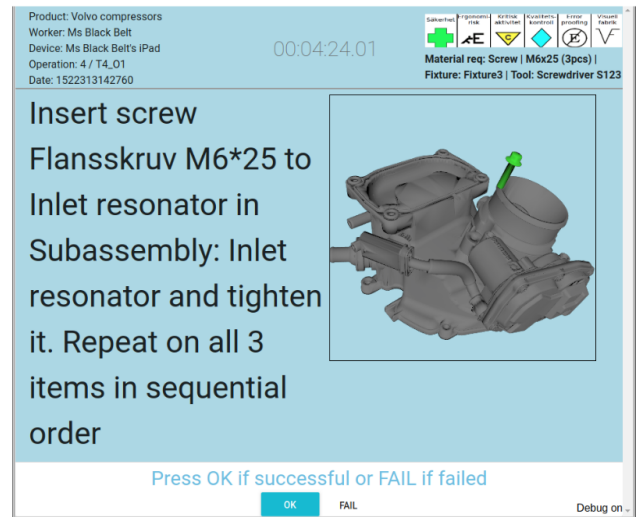 Product: Volvo compressors
Worker: Ms Black Belt
Device: Ms Black Belt's iPad
Operation: 4 / T4_O1
Date: 1522313142760
00:04:24.01
Säkerhet
Ergonomi-
risk
Kritisk
aktivitet
Kvalitets-
kontroll
Error
proofing
Visuell
fabrik
Material req: Screw | M6x25 (3pcs) |
Fixture: Fixture3 | Tool: Screwdriver S123
Insert screw
Flansskruv M6*25 to
Inlet resonator in
Subassembly: Inlet
resonator and tighten
it. Repeat on all 3
items in sequential
order
Press OK if successful or FAIL if failed
OK
FAIL
Debug on